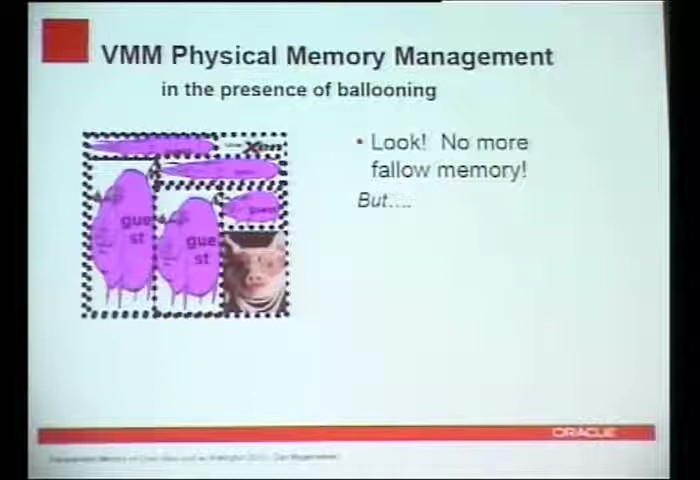 VMM Physical Memory Management
in the presence of ballooning
Xen
gue
st
gue
st
guest
• Look! No more
fallow memory!
But....
ORACLE